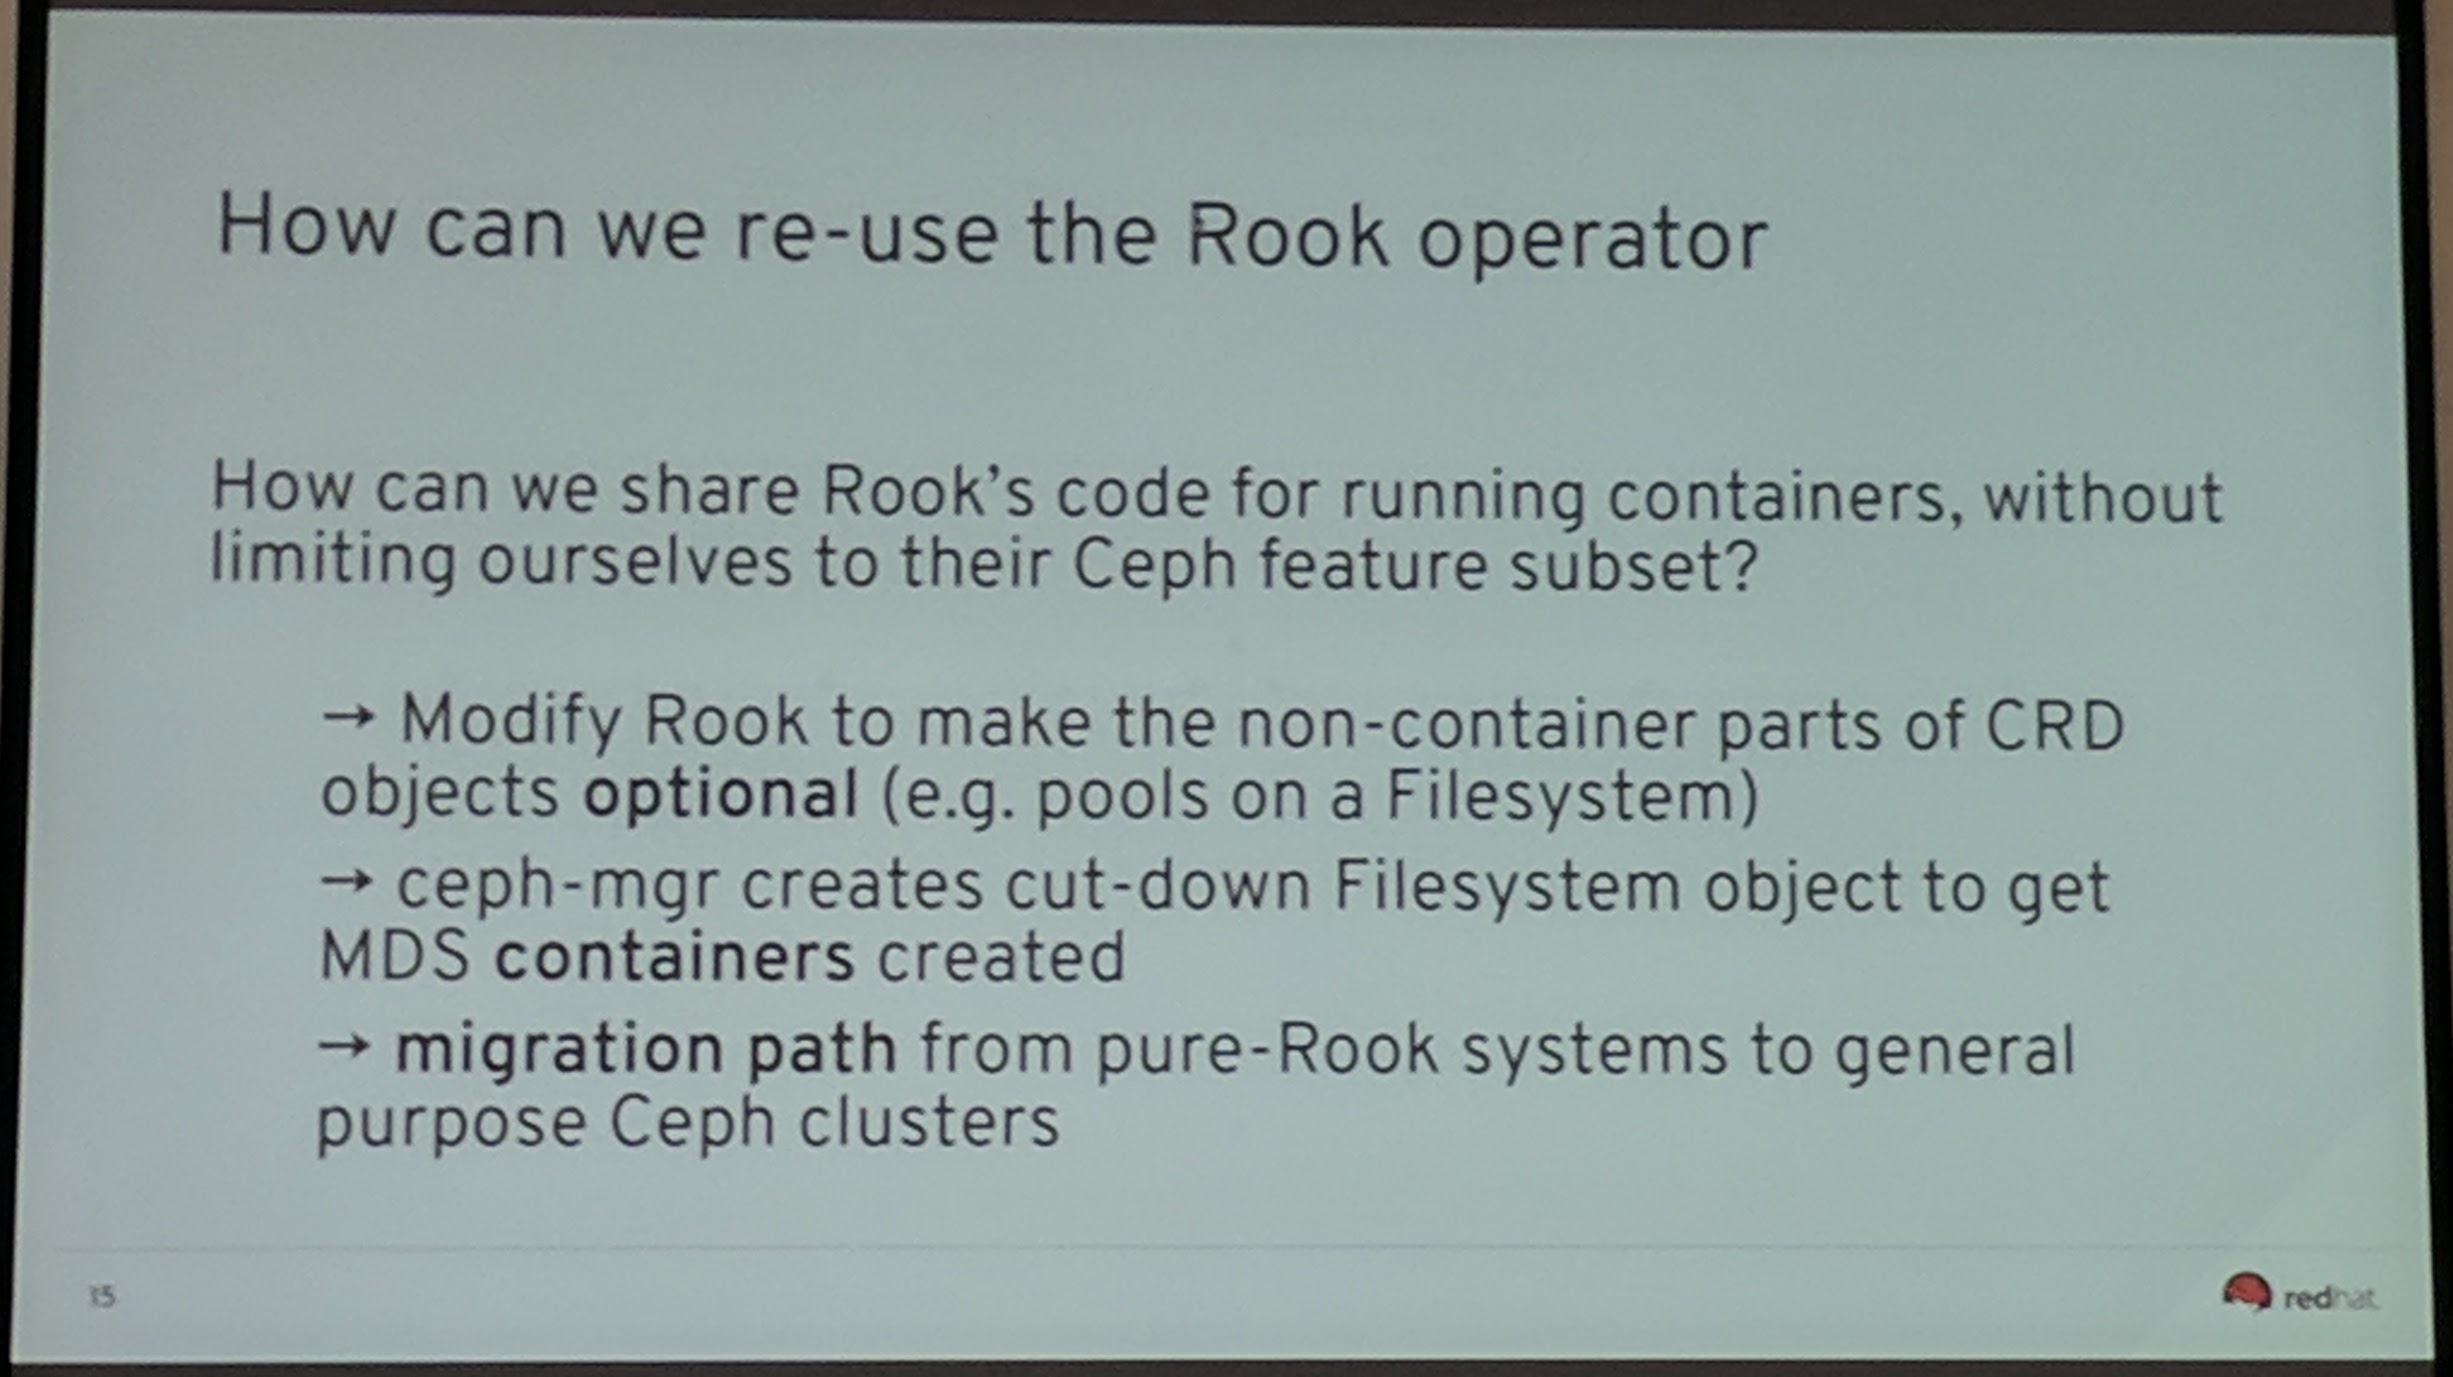 How can we re-use the Rook operator
How can we share Rook's code for running containers, without
limiting ourselves to their Ceph feature subset?
→ Modify Rook to make the non-container parts of CRD
objects optional (e.g. pools on a Filesystem)
→ ceph-mgr creates cut-down Filesystem object to get
MDS containers created
→ migration path from pure-Rook systems to general
purpose Ceph clusters
15
redhat